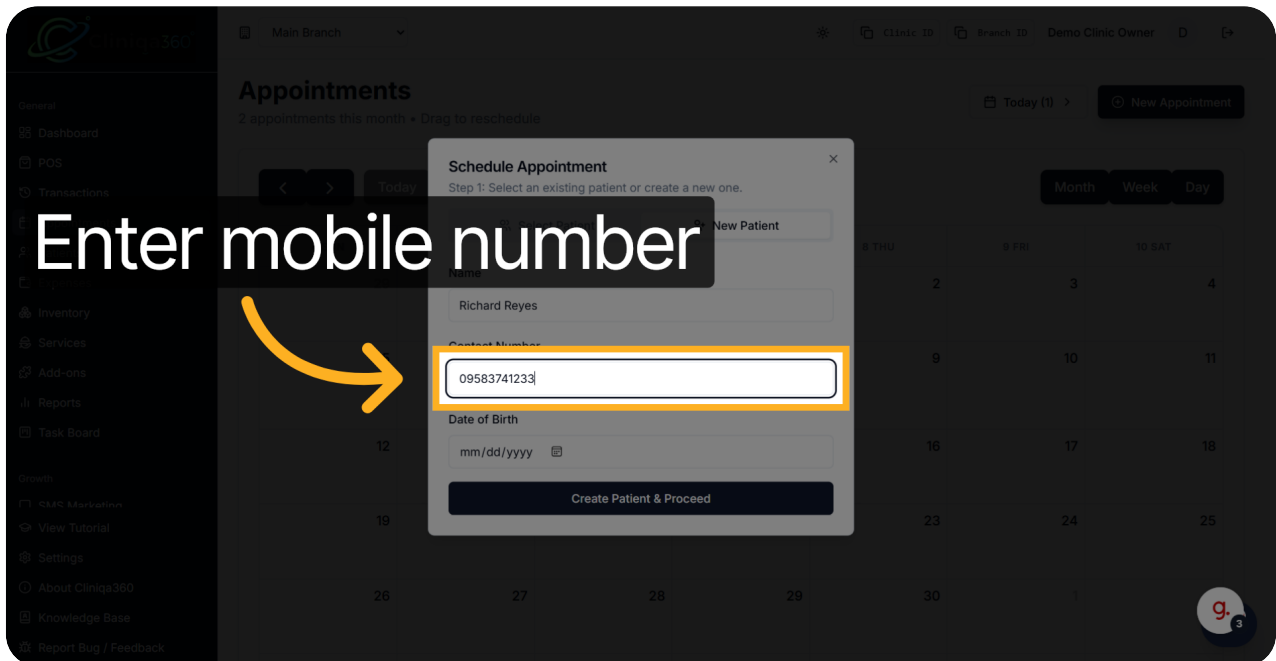 Cliniqa360
Main Branch
Clinic ID
Branch ID
Demo Clinic Owner
D
General
Dashboard
POS
Transactions
Inventory
Services
Add-ons
Reports
Task Board
Growth
SMS Marketing
View Tutorial
Settings
About Cliniqa360
Knowledge Base
Report Bug / Feedback
Appointments
2 appointments this month • Drag to reschedule
Today (1)
New Appointment
Today
Month
Week
Day
8 THU
9 FRI
10 SAT
2
3
4
9
10
11
12
16
17
18
19
23
24
25
26
27
28
29
30
1
Schedule Appointment
Step 1: Select an existing patient or create a new one.
New Patient
Enter mobile number
Name
Richard Reyes
Contact Number
09583741233
Date of Birth
mm/dd/yyyy
Create Patient & Proceed
g.
3